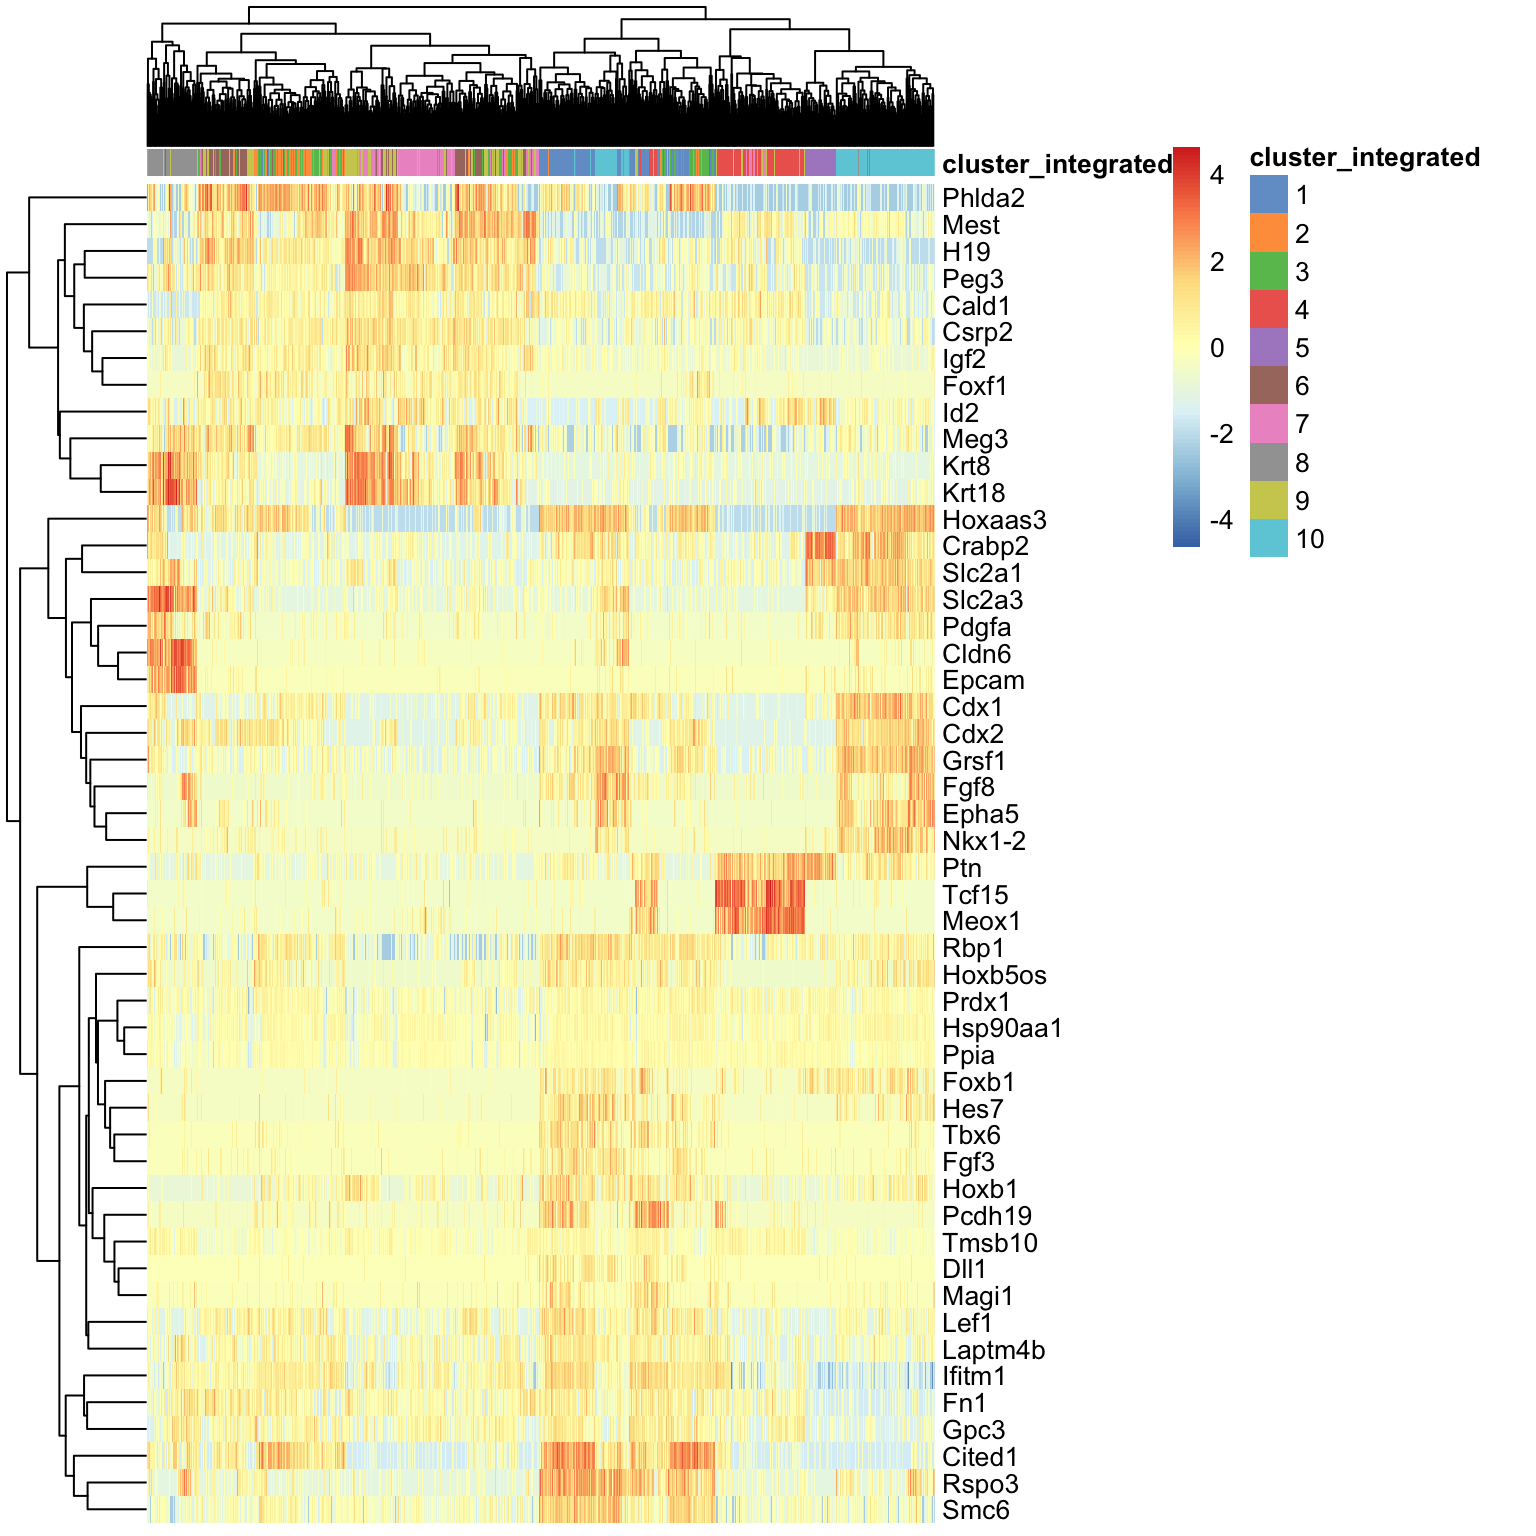 cluster_integrated
Phlda2
Mest
H19
Peg3
Cald1
Csrp2
Igf2
Foxf1
Id2
Meg3
Krt8
Krt18
Hoxaas3
Crabp2
Slc2a1
Slc2a3
Pdgfa
Cldn6
Epcam
Cdx1
Cdx2
Grsf1
Fgf8
Epha5
Nkx1-2
Ptn
Tcf15
Meox1
Rbp1
Hoxb5os
Prdx1
Hsp90aa1
Ppia
Foxb1
Hes7
Tbx6
Fgf3
Hoxb1
Pcdh19
Tmsb10
Dll1
Magi1
Lef1
Laptm4b
Ifitm1
Fn1
Gpc3
Cited1
Rspo3
Smc6
4
2
0
-2
-4
cluster_integrated
1
2
3
4
5
6
7
8
9
10